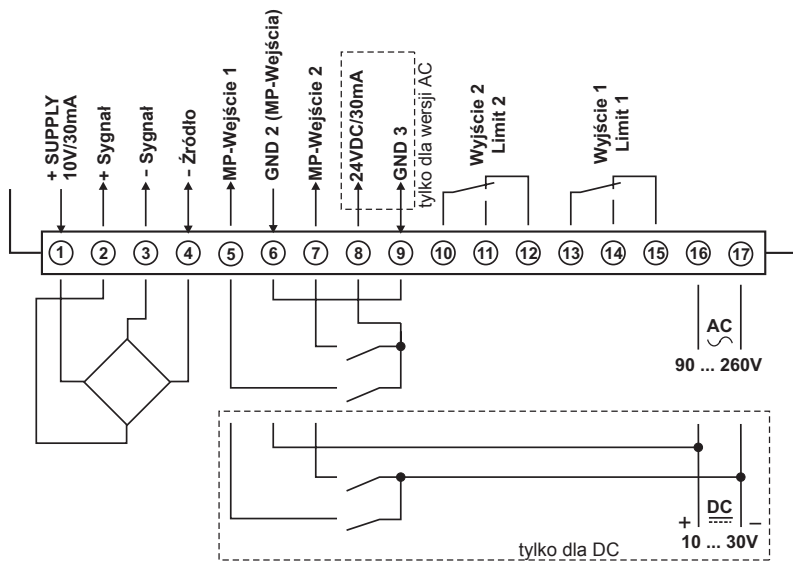 + SUPPLY
10V/30mA
+ Sygnał
− Sygnał
− Źródło
MP-Wejście 1
GND 2 (MP-Wejścia)
MP-Wejście 2
24VDC/30mA
GND 3
tylko dla wersji AC
Wyjście 2
Limit 2
Wyjście 1
Limit 1
1 2 3 4 5 6 7 8 9 10 11 12 13 14 15 16 17
AC
90 ... 260V
+ DC −
10 ... 30V
tylko dla DC